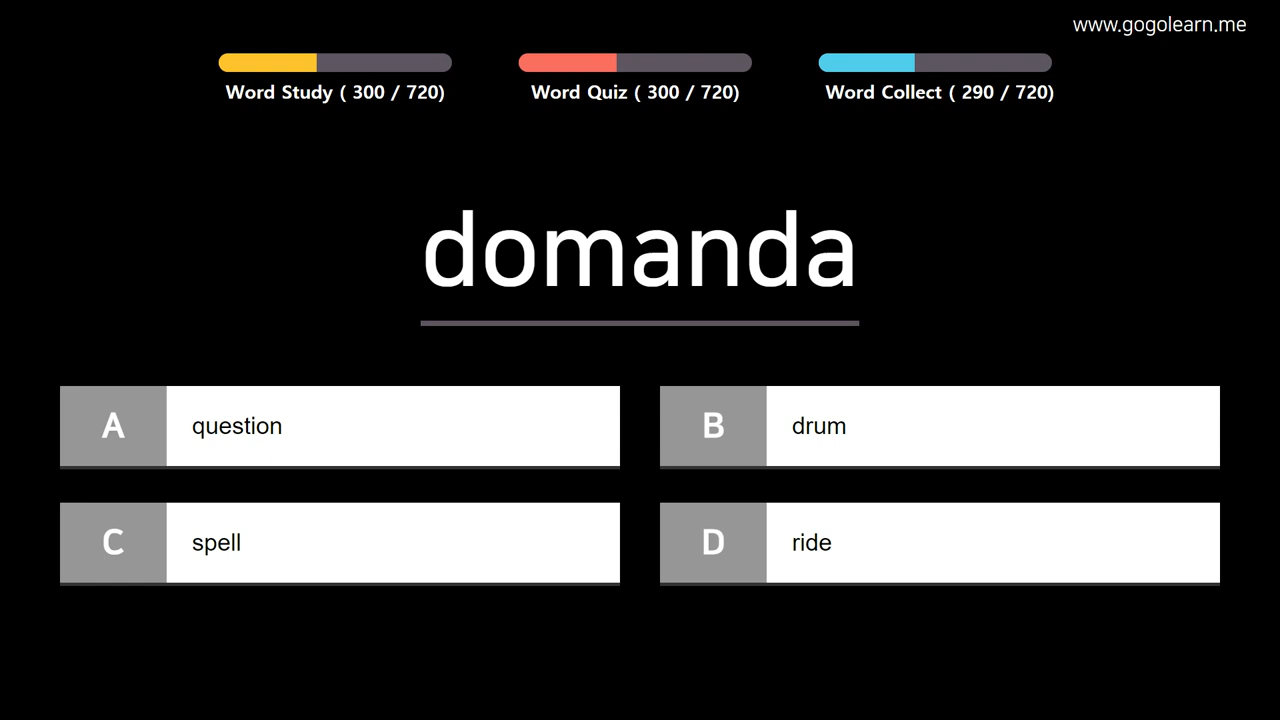 www.gogolearn.me
Word Study ( 300 / 720)
Word Quiz ( 300 / 720)
Word Collect ( 290 / 720)
domanda
A question
B drum
C spell
D ride